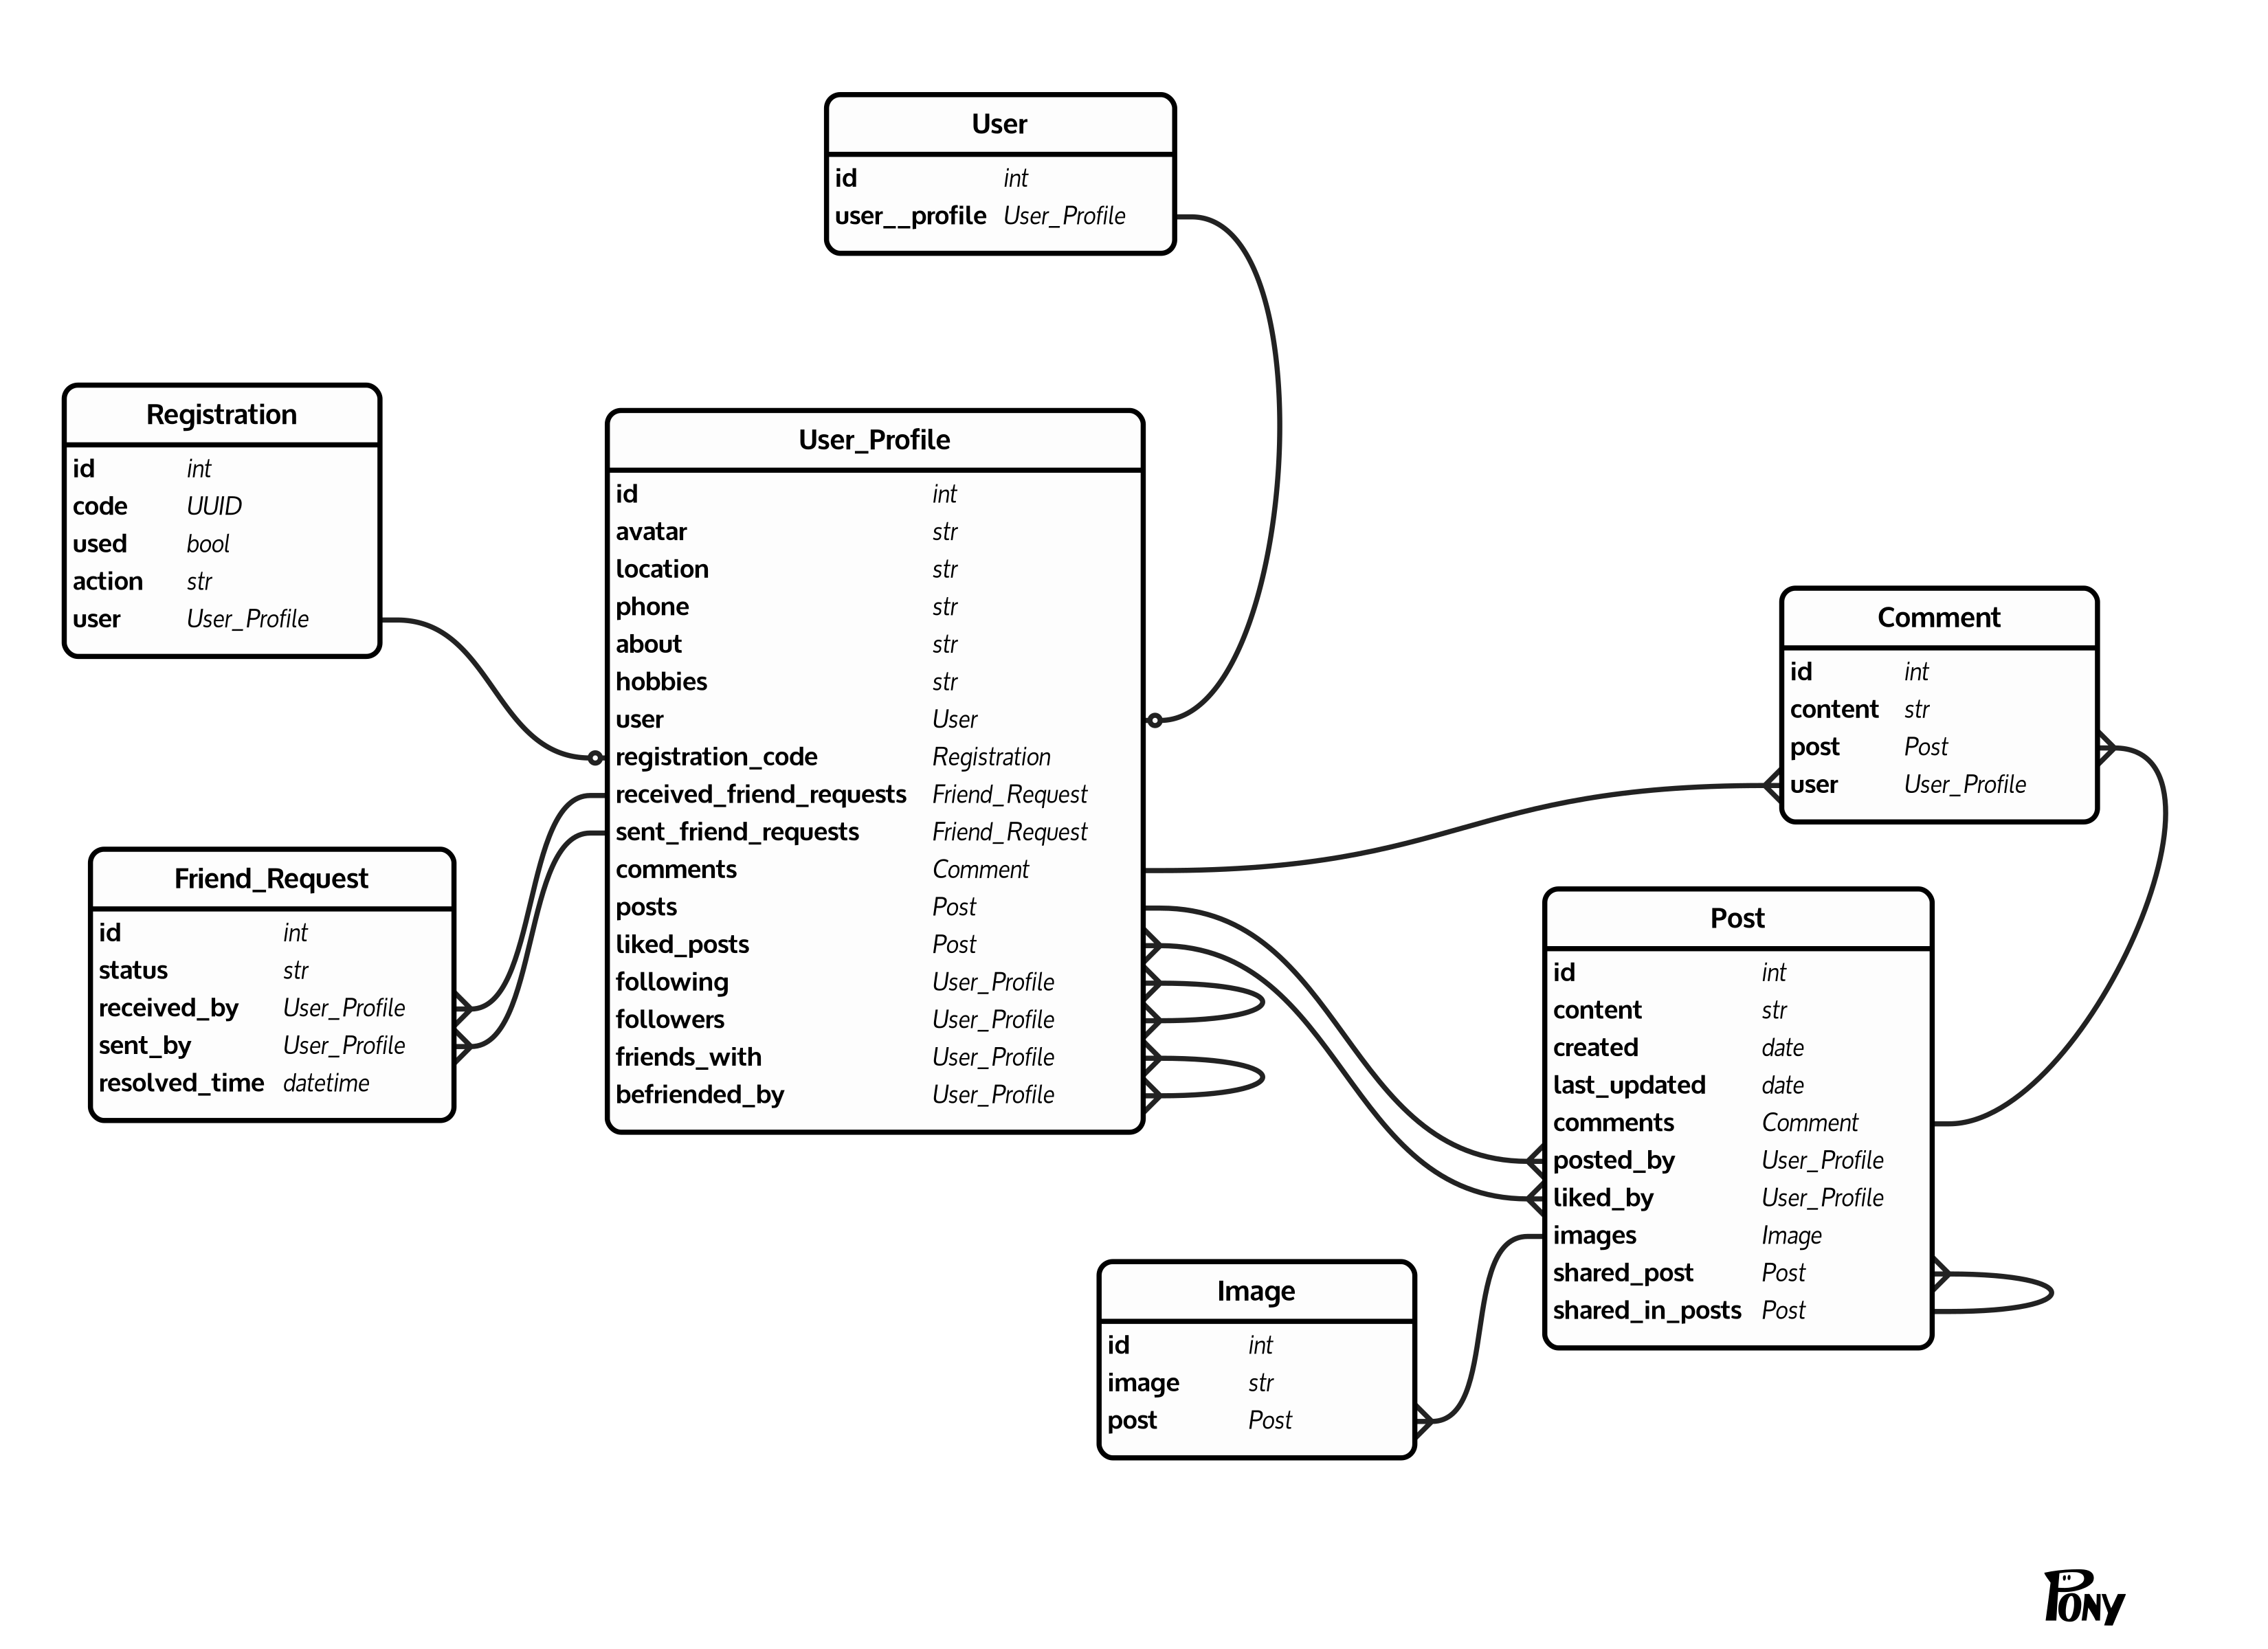 User
id int
user__profile User_Profile
Registration
id int
code UUID
used bool
action str
user User_Profile
User_Profile
id int
avatar str
location str
phone str
about str
hobbies str
user User
registration_code Registration
received_friend_requests Friend_Request
sent_friend_requests Friend_Request
comments Comment
posts Post
liked_posts Post
following User_Profile
followers User_Profile
friends_with User_Profile
befriended_by User_Profile
Comment
id int
content str
post Post
user User_Profile
Friend_Request
id int
status str
received_by User_Profile
sent_by User_Profile
resolved_time datetime
Post
id int
content str
created date
last_updated date
comments Comment
posted_by User_Profile
liked_by User_Profile
images Image
shared_post Post
shared_in_posts Post
Image
id int
image str
post Post
PONY